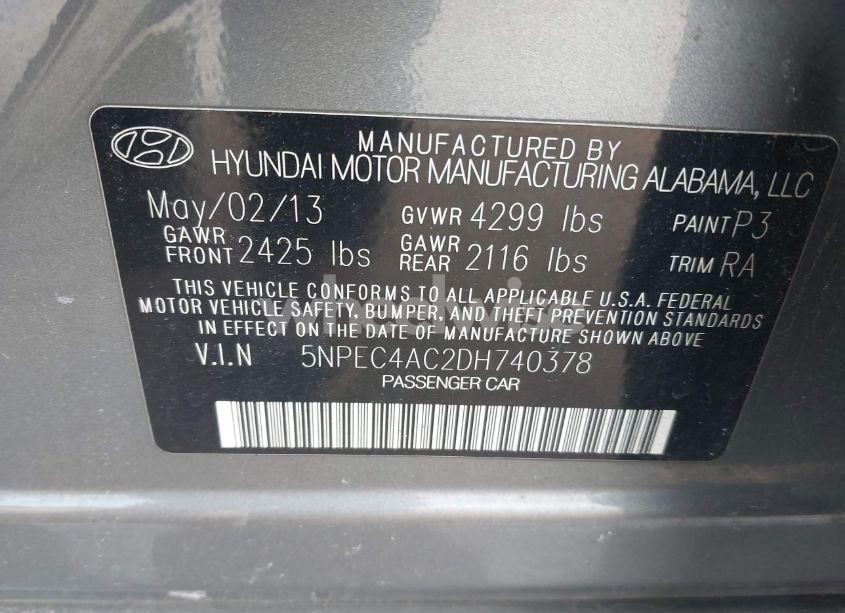 MANUFACTURED BY
HYUNDAI MOTOR MANUFACTURING ALABAMA, LLC
May/02/13 GVWR 4299 lbs PAINT P3
GAWR FRONT 2425 lbs GAWR REAR 2116 lbs TRIM RA
THIS VEHICLE CONFORMS TO ALL APPLICABLE U.S.A. FEDERAL
MOTOR VEHICLE SAFETY, BUMPER, AND THEFT PREVENTION STANDARDS
IN EFFECT ON THE DATE OF MANUFACTURE SHOWN ABOVE.
V.I.N 5NPEC4AC2DH740378
PASSENGER CAR